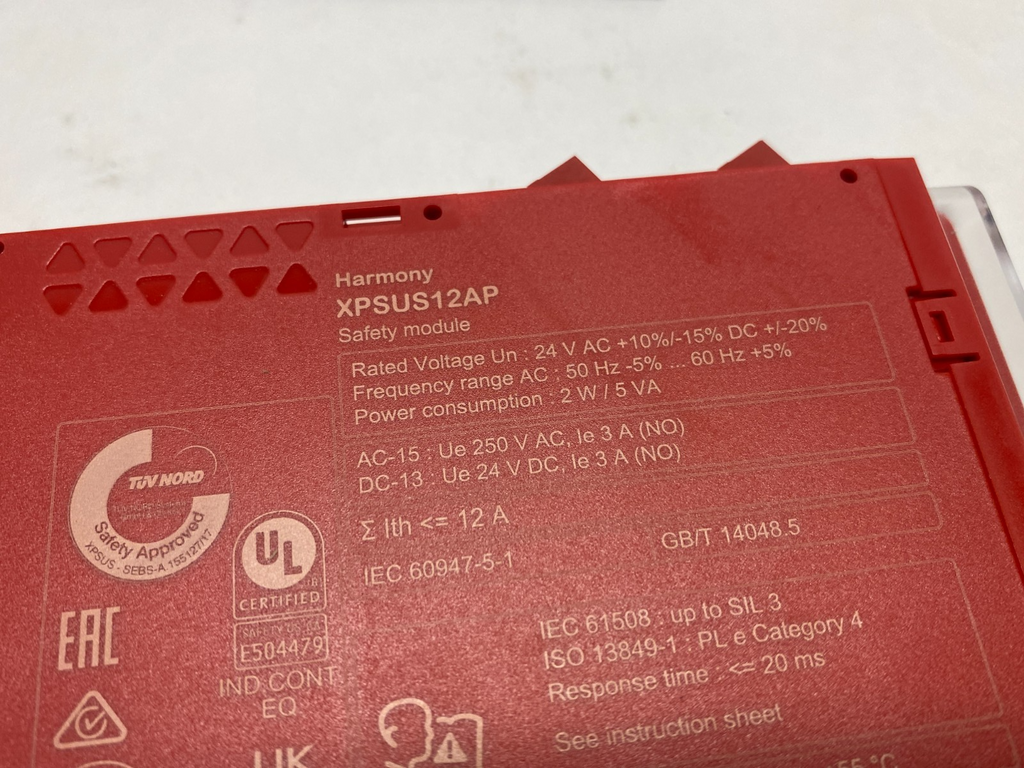 Harmony
XPSUS12AP
Safety module
Rated Voltage Un : 24 V AC +10%/-15% DC +/-20%
Frequency range AC : 50 Hz -5% ... 60 Hz +5%
Power consumption : 2 W / 5 VA
AC-15 : Ue 250 V AC, Ie 3 A (NO)
DC-13 : Ue 24 V DC, Ie 3 A (NO)
Σ Ith <= 12 A
IEC 60947-5-1
GB/T 14048.5
IEC 61508 : up to SIL 3
ISO 13849-1 : PL e Category 4
Response time : <= 20 ms
See instruction sheet
55 °C
TÜV NORD
Safety Approved
XPSUS - SEBS-A.155127/17
UL
CERTIFIED
E504479
IND.CONT
EQ
EAC
UK